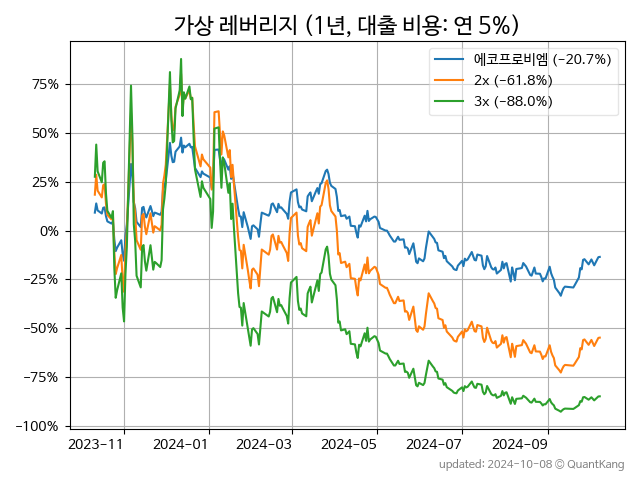 가상 레버리지 (1년, 대출 비용: 연 5%)
에코프로비엠 (−20.7%)
2x (−61.8%)
3x (−88.0%)
75%
50%
25%
0%
−25%
−50%
−75%
−100%
2023-11 2024-01 2024-03 2024-05 2024-07 2024-09
updated: 2024-10-08 © QuantKang